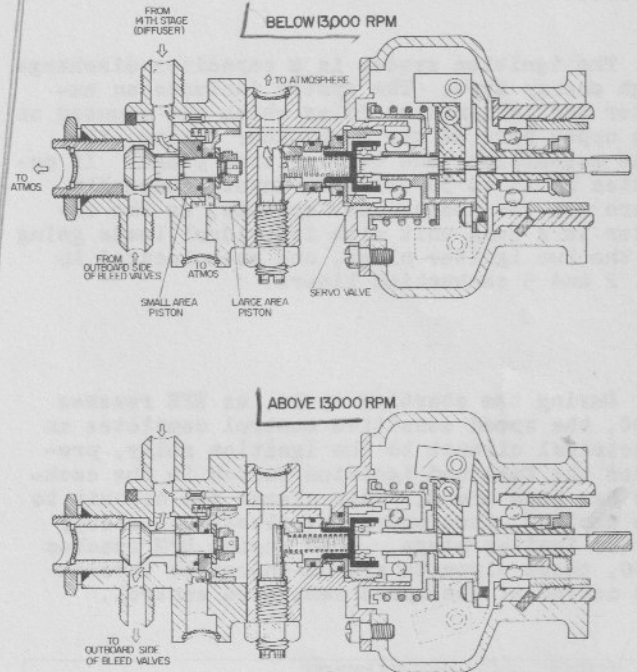 FROM
14TH. STAGE
(DIFFUSER)
BELOW 13,000 RPM
TO ATMOSPHERE
TO
ATMOS.
FROM
OUTBOARD SIDE
OF BLEED VALVES
TO
ATMOS
SMALL AREA
PISTON
LARGE AREA
PISTON
SERVO VALVE
ABOVE 13,000 RPM
TO
OUTBOARD SIDE
OF BLEED VALVES